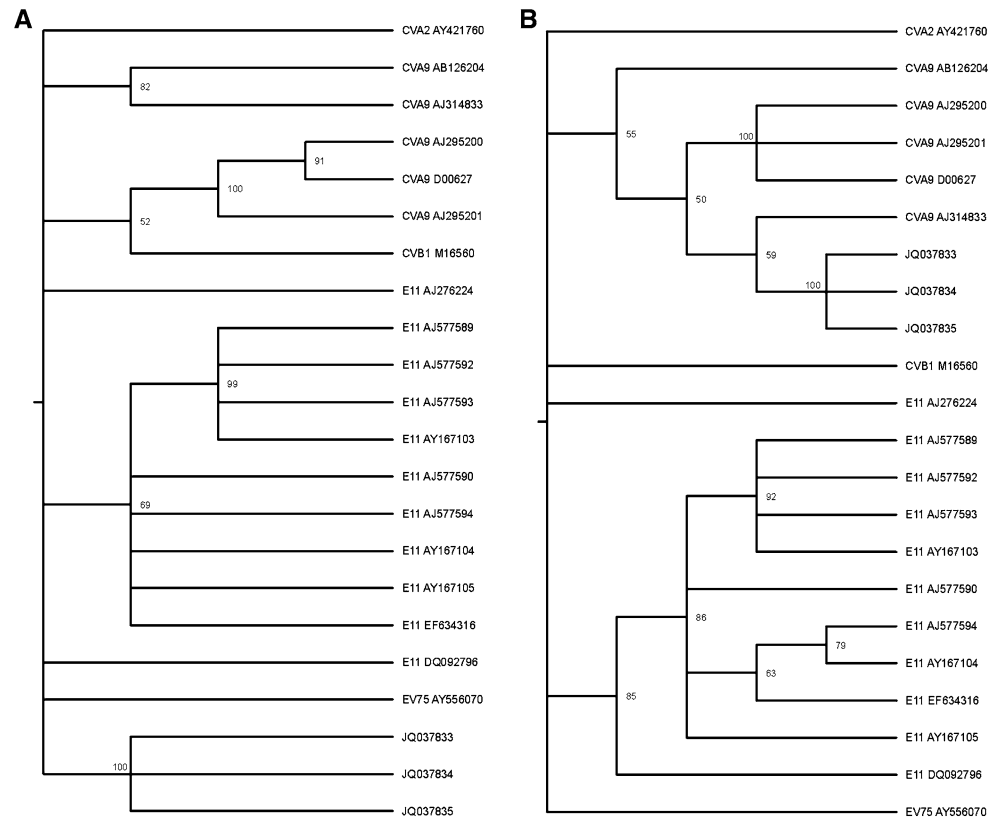 A
CVA2 AY421760
CVA9 AB126204
82
CVA9 AJ314833
CVA9 AJ295200
91
CVA9 D00627
100
CVA9 AJ295201
52
CVB1 M16560
E11 AJ276224
E11 AJ577589
E11 AJ577592
99
E11 AJ577593
E11 AY167103
E11 AJ577590
69
E11 AJ577594
E11 AY167104
E11 AY167105
E11 EF634316
E11 DQ092796
EV75 AY556070
JQ037833
100
JQ037834
JQ037835
B
CVA2 AY421760
CVA9 AB126204
CVA9 AJ295200
55
100
CVA9 AJ295201
CVA9 D00627
50
CVA9 AJ314833
59
JQ037833
100
JQ037834
JQ037835
CVB1 M16560
E11 AJ276224
E11 AJ577589
E11 AJ577592
92
E11 AJ577593
E11 AY167103
E11 AJ577590
86
E11 AJ577594
79
E11 AY167104
63
E11 EF634316
85
E11 AY167105
E11 DQ092796
EV75 AY556070